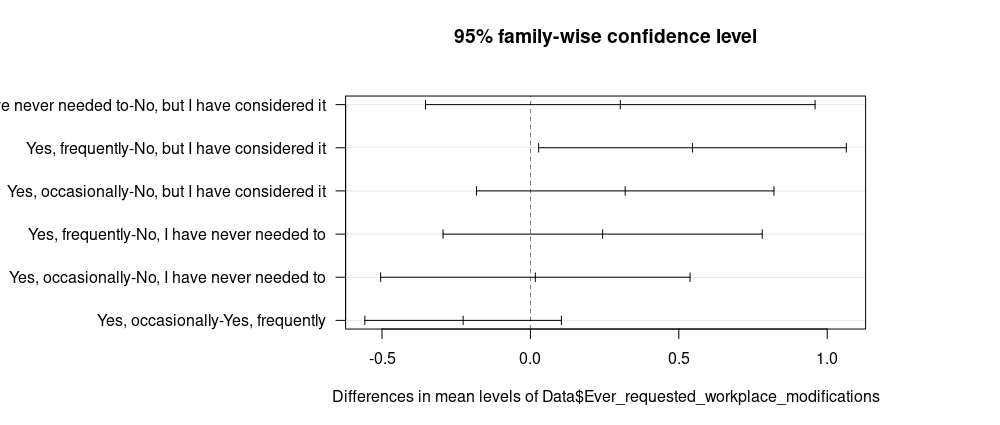 95% family-wise confidence level
never needed to-No, but I have considered it
Yes, frequently-No, but I have considered it
Yes, occasionally-No, but I have considered it
Yes, frequently-No, I have never needed to
Yes, occasionally-No, I have never needed to
Yes, occasionally-Yes, frequently
-0.5 0.0 0.5 1.0
Differences in mean levels of Data$Ever_requested_workplace_modifications